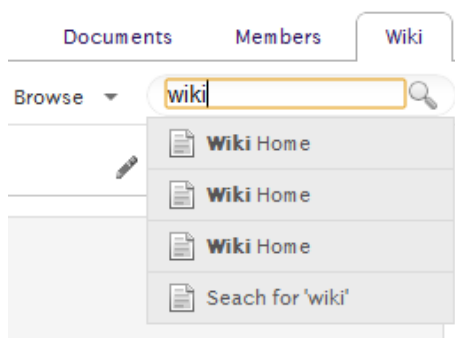 Documents Members Wiki
Browse wiki
Wiki Home
Wiki Home
Wiki Home
Seach for 'wiki'